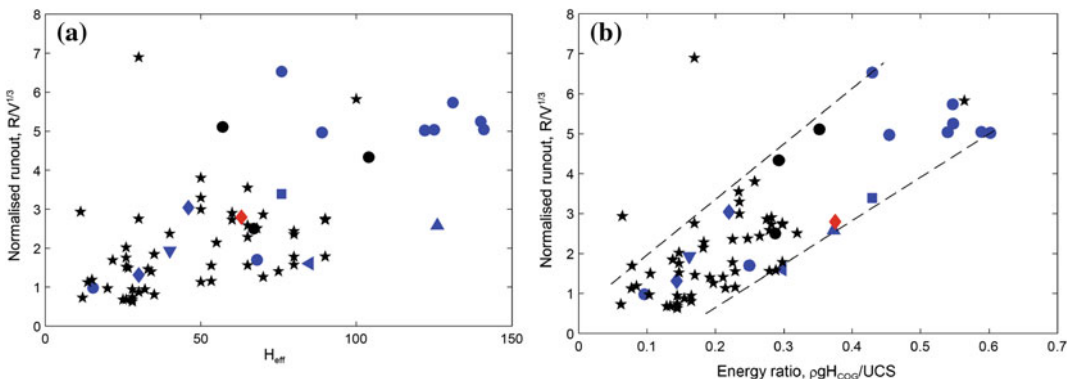 (a)
Normalised runout, R/V^1/3
8
7
6
5
4
3
2
1
0
0 50 100 150
H_eff
(b)
Normalised runout, R/V^1/3
8
7
6
5
4
3
2
1
0
0 0.1 0.2 0.3 0.4 0.5 0.6 0.7
Energy ratio, ρgH_COG/UCS